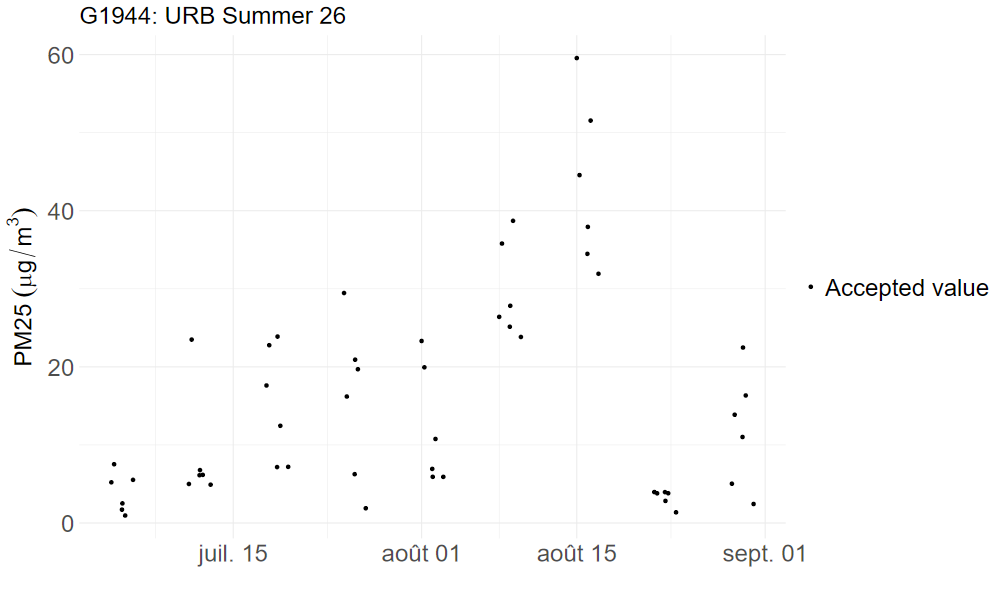 G1944: URB Summer 26
60
40
20
0
PM25 (μg/m³)
juil. 15
août 01
août 15
sept. 01
Accepted value